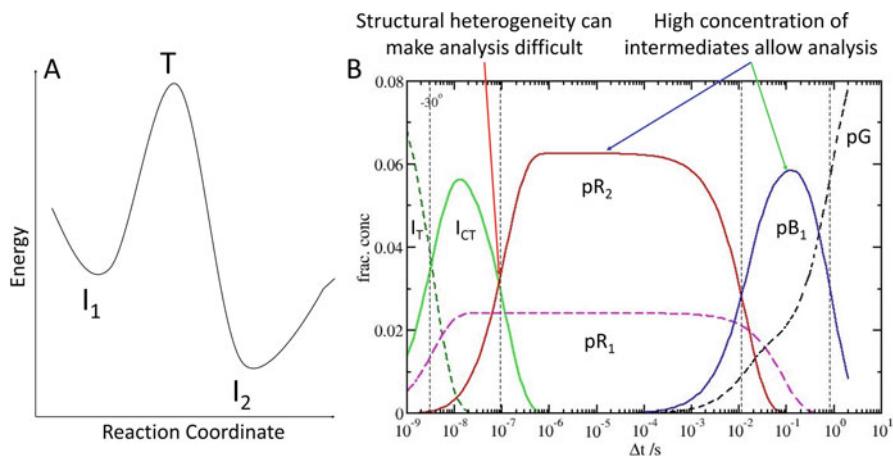 Structural heterogeneity can
make analysis difficult
High concentration of
intermediates allow analysis
A
T
I₁
I₂
Energy
Reaction Coordinate
B
0.08
0.06
0.04
0.02
0
frac. conc
-30°
I_T
I_CT
pR₂
pR₁
pB₁
pG
10⁻⁹ 10⁻⁸ 10⁻⁷ 10⁻⁶ 10⁻⁵ 10⁻⁴ 10⁻³ 10⁻² 10⁻¹ 10⁰ 10¹
Δt /s